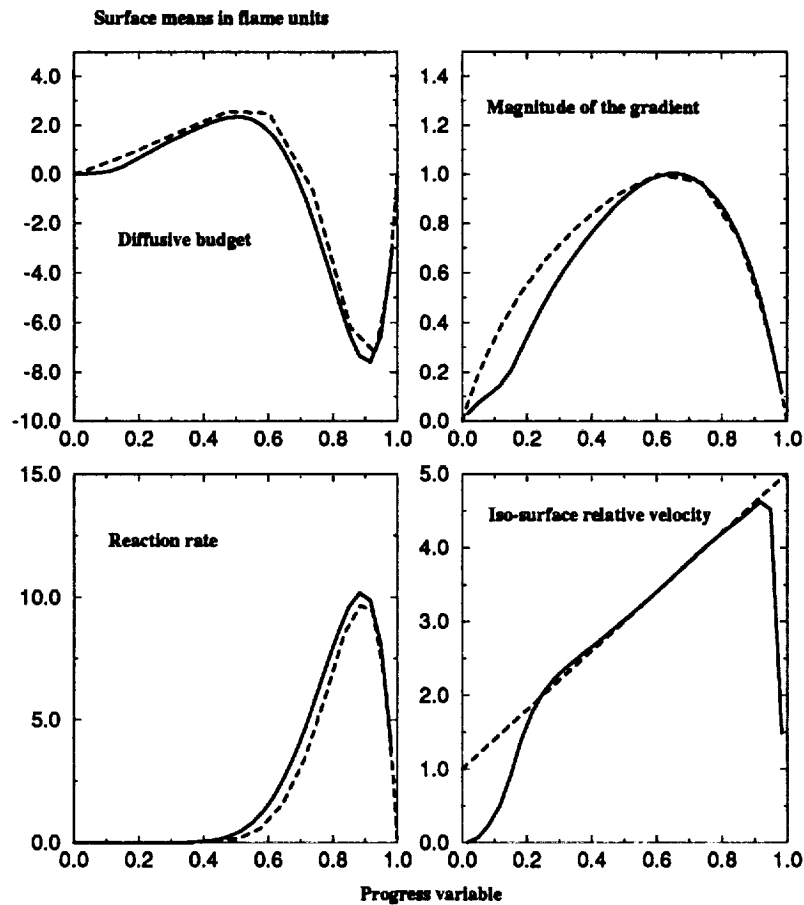 Surface means in flame units
4.0
2.0
0.0
-2.0
-4.0
-6.0
-8.0
-10.0
Diffusive budget
0.0 0.2 0.4 0.6 0.8 1.0
1.4
1.2
1.0
0.8
0.6
0.4
0.2
0.0
Magnitude of the gradient
0.0 0.2 0.4 0.6 0.8 1.0
15.0
10.0
5.0
0.0
Reaction rate
0.0 0.2 0.4 0.6 0.8 1.0
5.0
4.0
3.0
2.0
1.0
0.0
Iso-surface relative velocity
0.0 0.2 0.4 0.6 0.8 1.0
Progress variable